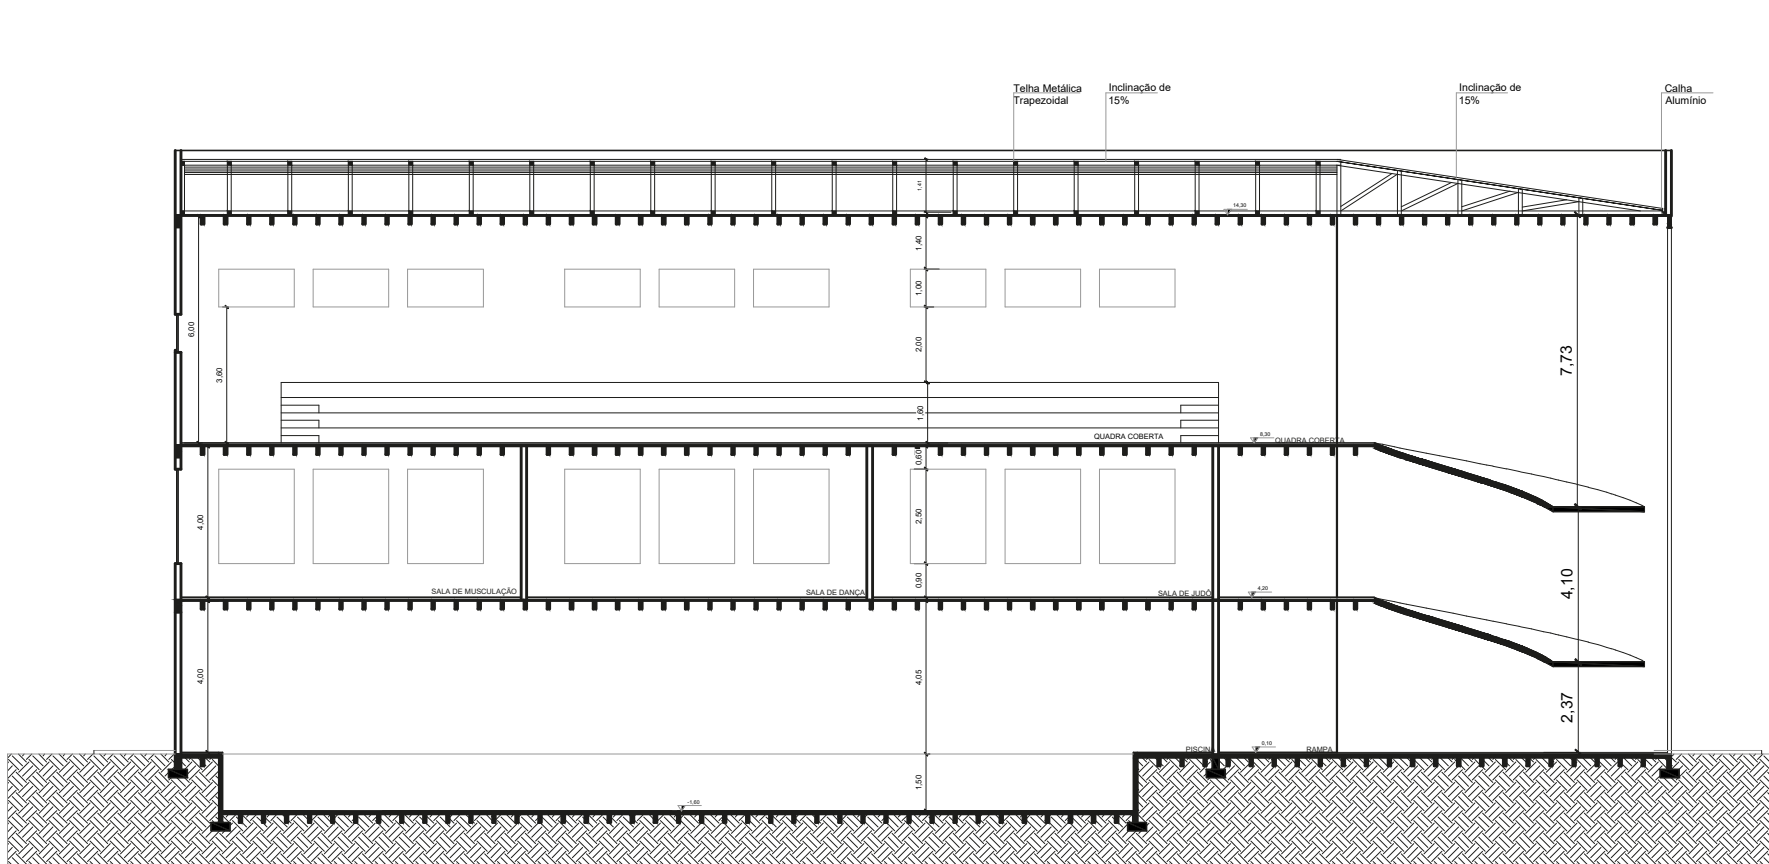 Telha Metálica
Trapezoidal
Inclinação de
15%
Inclinação de
15%
Calha
Alumínio
1.41
14,30
1,40
1,00
6,00
2,00
7,73
3,60
1,60
QUADRA COBERTA
8,30
QUADRA COBERTA
0,60
4,00
2,50
0,90
4,10
SALA DE MUSCULAÇÃO
SALA DE DANÇA
SALA DE JUDÔ
4,20
4,00
4,05
2,37
PISCINA
0,10
RAMPA
1,50
-1,60